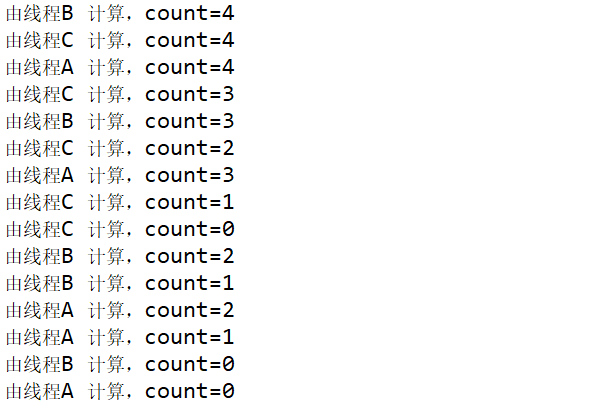 由线程B 计算，count=4
由线程C 计算，count=4
由线程A 计算，count=4
由线程C 计算，count=3
由线程B 计算，count=3
由线程C 计算，count=2
由线程A 计算，count=3
由线程C 计算，count=1
由线程C 计算，count=0
由线程B 计算，count=2
由线程B 计算，count=1
由线程A 计算，count=2
由线程A 计算，count=1
由线程B 计算，count=0
由线程A 计算，count=0